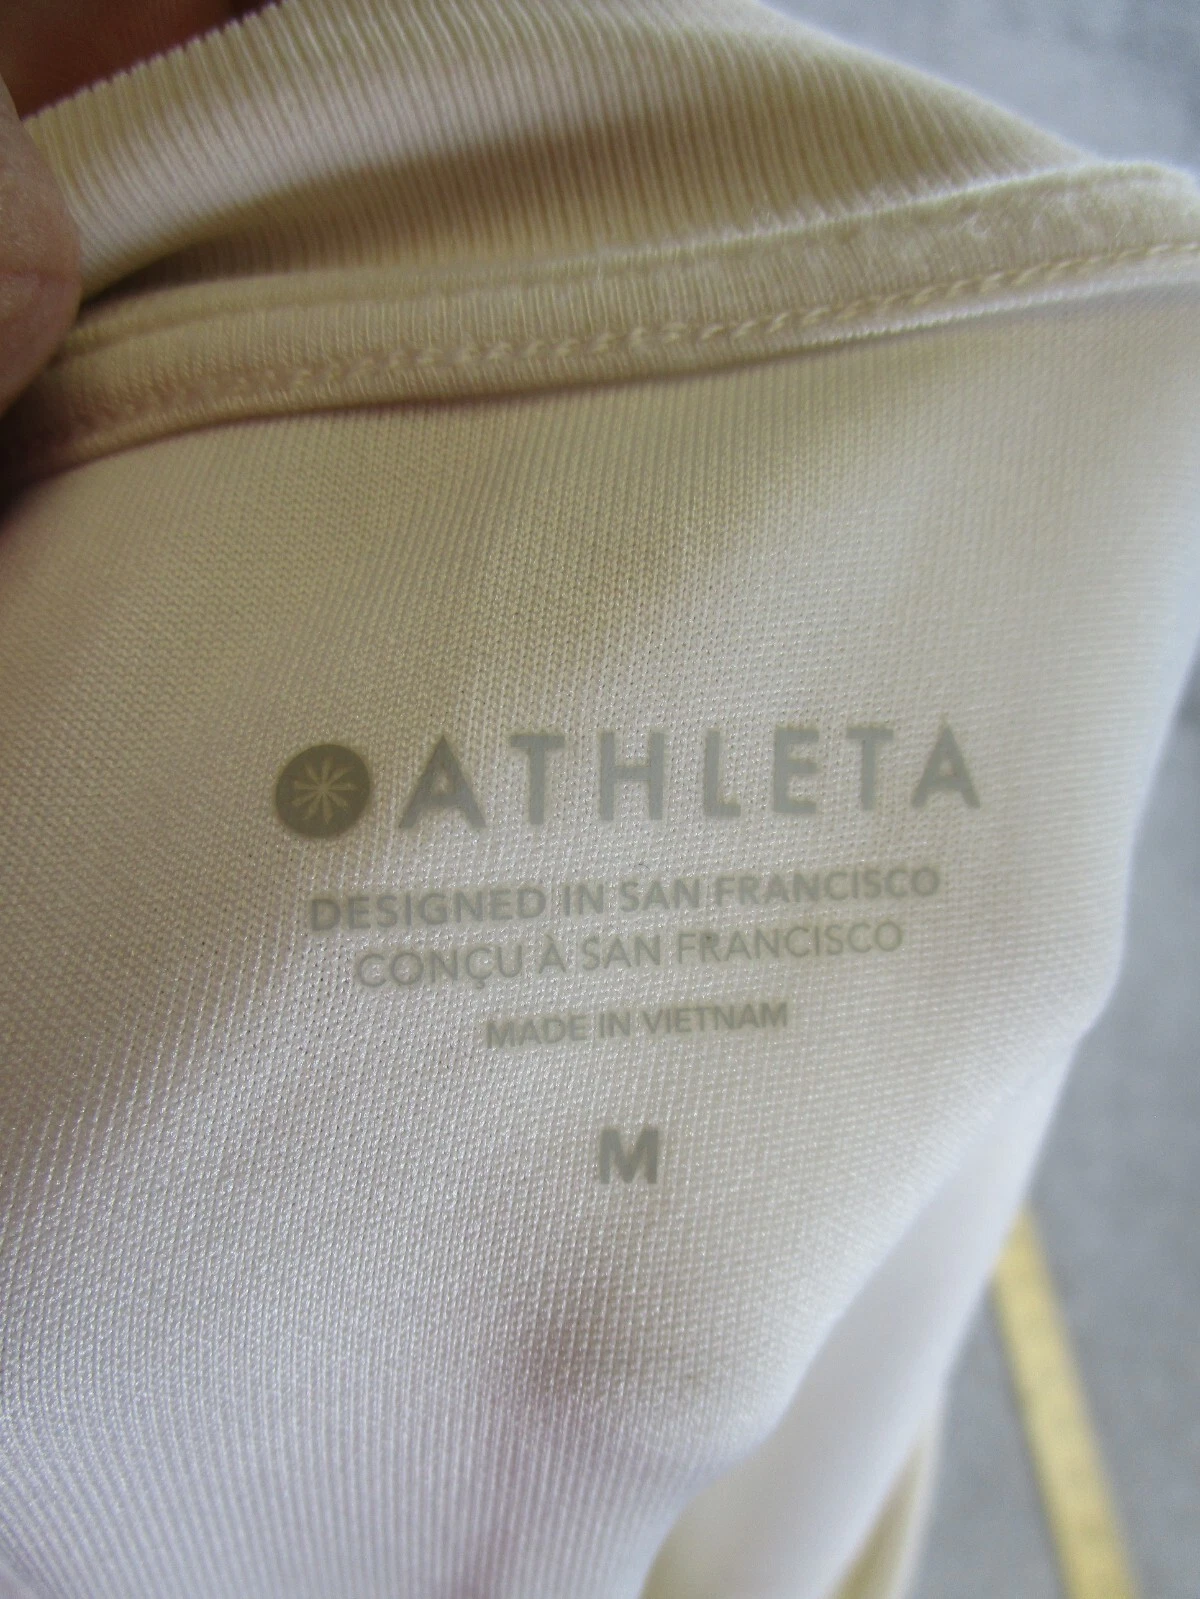 ATHLETA
DESIGNED IN SAN FRANCISCO
CONÇU À SAN FRANCISCO
MADE IN VIETNAM
M